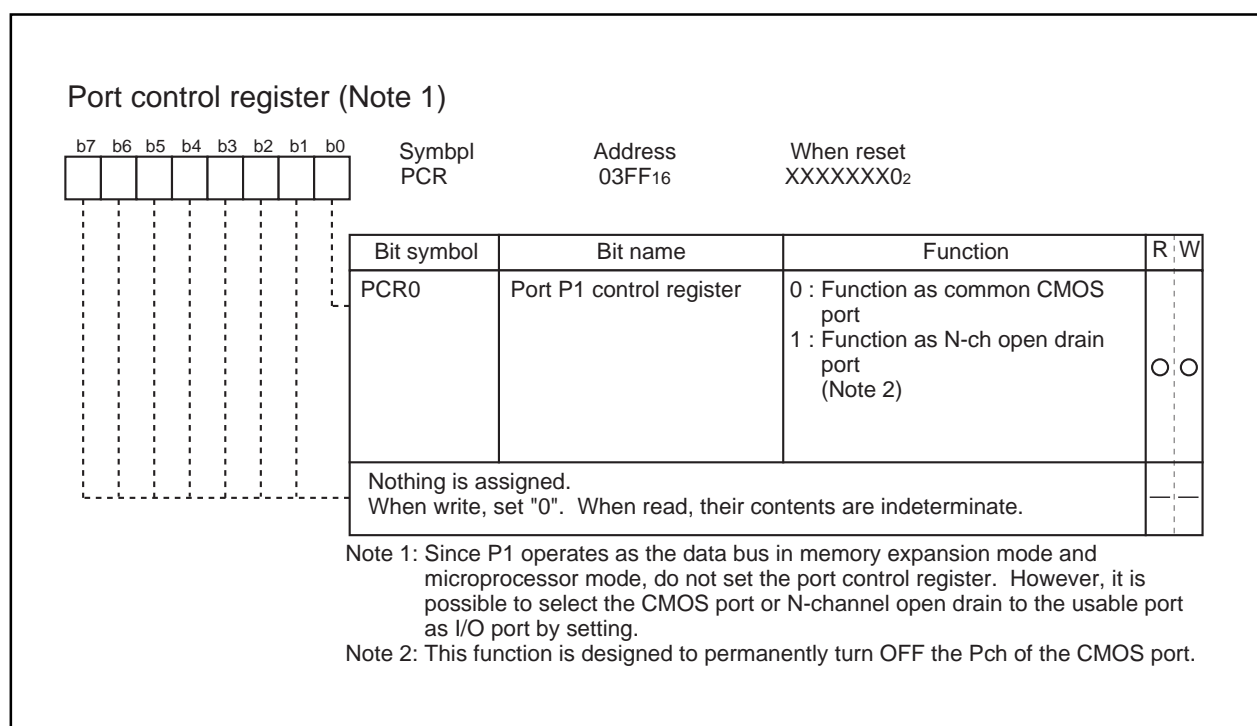 Port control register (Note 1)
b7 b6 b5 b4 b3 b2 b1 b0
Symbpl Address When reset
PCR 03FF16 XXXXXXX02
Bit symbol Bit name Function R W
PCR0 Port P1 control register 0 : Function as common CMOS
port
1 : Function as N-ch open drain
port
(Note 2)
Nothing is assigned.
When write, set "0". When read, their contents are indeterminate.
Note 1: Since P1 operates as the data bus in memory expansion mode and
microprocessor mode, do not set the port control register. However, it is
possible to select the CMOS port or N-channel open drain to the usable port
as I/O port by setting.
Note 2: This function is designed to permanently turn OFF the Pch of the CMOS port.